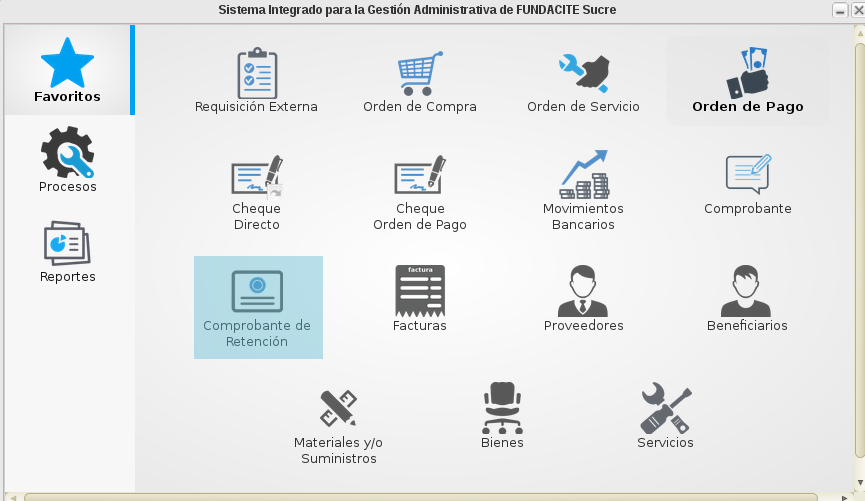 Sistema Integrado para la Gestión Administrativa de FUNDACITE Sucre
Favoritos
Procesos
Reportes
Requisición Externa
Orden de Compra
Orden de Servicio
Orden de Pago
Cheque
Directo
Cheque
Orden de Pago
Movimientos
Bancarios
Comprobante
Comprobante de
Retención
factura
Facturas
Proveedores
Beneficiarios
Materiales y/o
Suministros
Bienes
Servicios